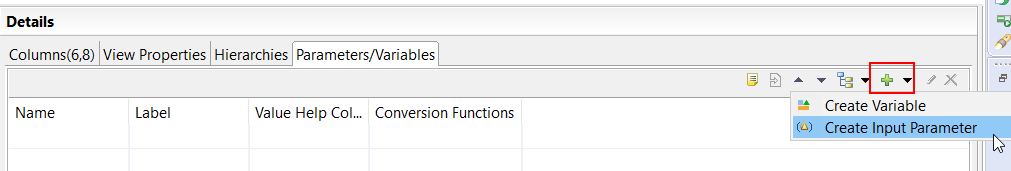 Details
Columns(6,8) View Properties Hierarchies Parameters/Variables
Name Label Value Help Col... Conversion Functions
Create Variable
Create Input Parameter